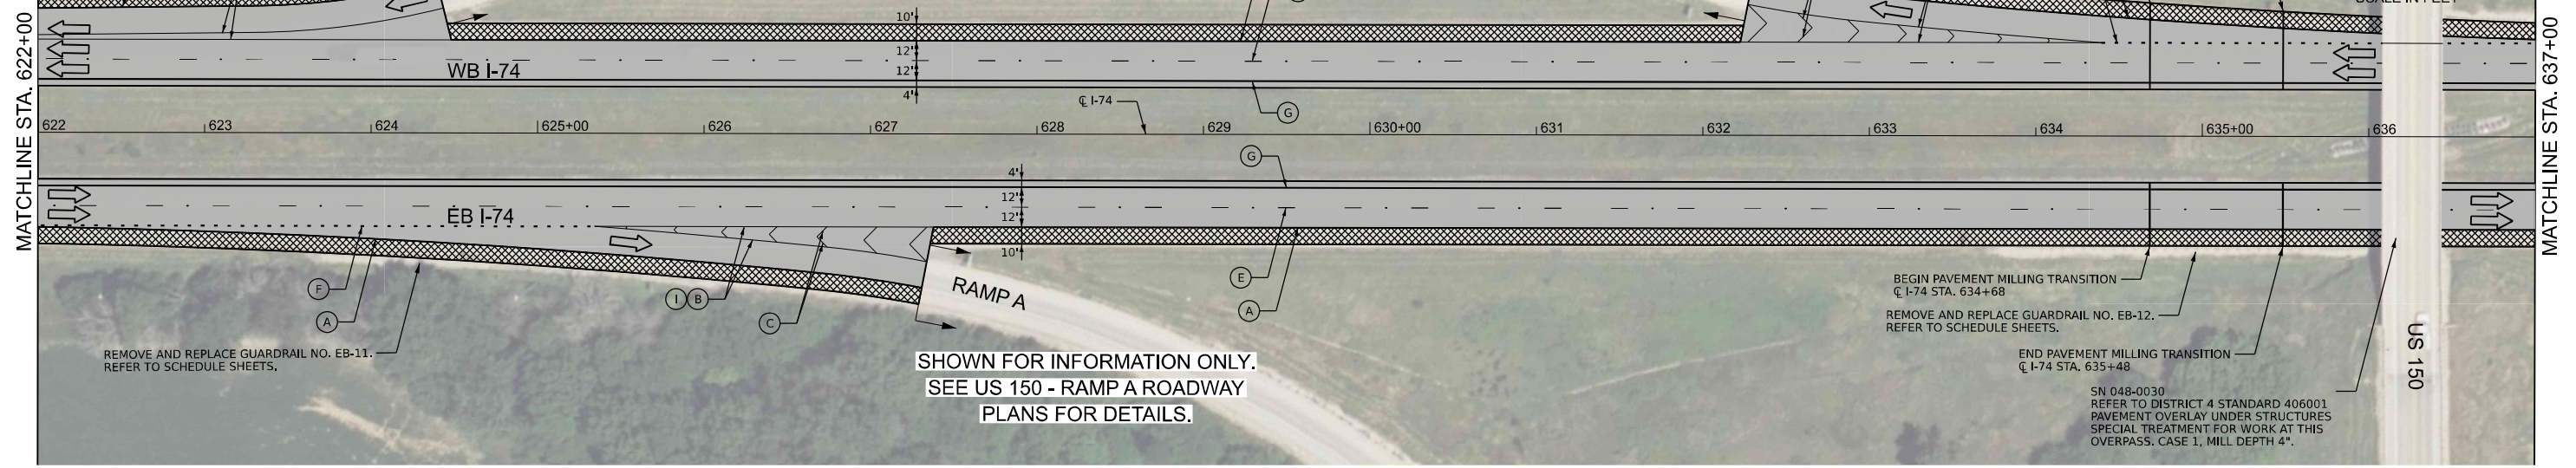 SCALE IN FEET
MATCHLINE STA. 622+00
MATCHLINE STA. 637+00
10'
12'
12'
4'
WB I-74
℄ I-74
G
622
623
624
625+00
626
627
628
629
630+00
631
632
633
634
635+00
636
G
4'
12'
12'
10'
EB I-74
F
A
I
B
C
E
A
RAMP A
REMOVE AND REPLACE GUARDRAIL NO. EB-11.
REFER TO SCHEDULE SHEETS.
SHOWN FOR INFORMATION ONLY.
SEE US 150 - RAMP A ROADWAY
PLANS FOR DETAILS.
BEGIN PAVEMENT MILLING TRANSITION
℄ I-74 STA. 634+68
REMOVE AND REPLACE GUARDRAIL NO. EB-12.
REFER TO SCHEDULE SHEETS.
END PAVEMENT MILLING TRANSITION
℄ I-74 STA. 635+48
SN 048-0030
REFER TO DISTRICT 4 STANDARD 406001
PAVEMENT OVERLAY UNDER STRUCTURES
SPECIAL TREATMENT FOR WORK AT THIS
OVERPASS. CASE 1, MILL DEPTH 4".
US 150